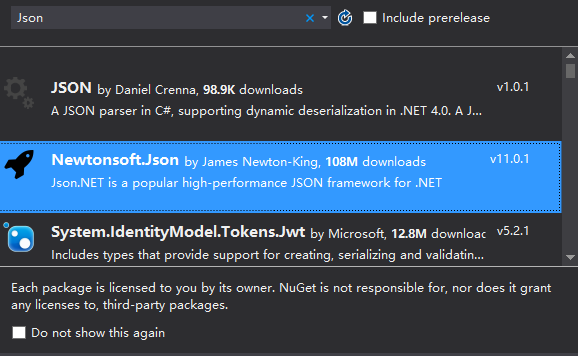 Json
Include prerelease
JSON by Daniel Crenna, 98.9K downloads
v1.0.1
A JSON parser in C#, supporting dynamic deserialization in .NET 4.0. A J...
Newtonsoft.Json by James Newton-King, 108M downloads
v11.0.1
Json.NET is a popular high-performance JSON framework for .NET
System.IdentityModel.Tokens.Jwt by Microsoft, 12.8M downloac
v5.2.1
Includes types that provide support for creating, serializing and validatin...
Each package is licensed to you by its owner. NuGet is not responsible for, nor does it grant
any licenses to, third-party packages.
Do not show this again